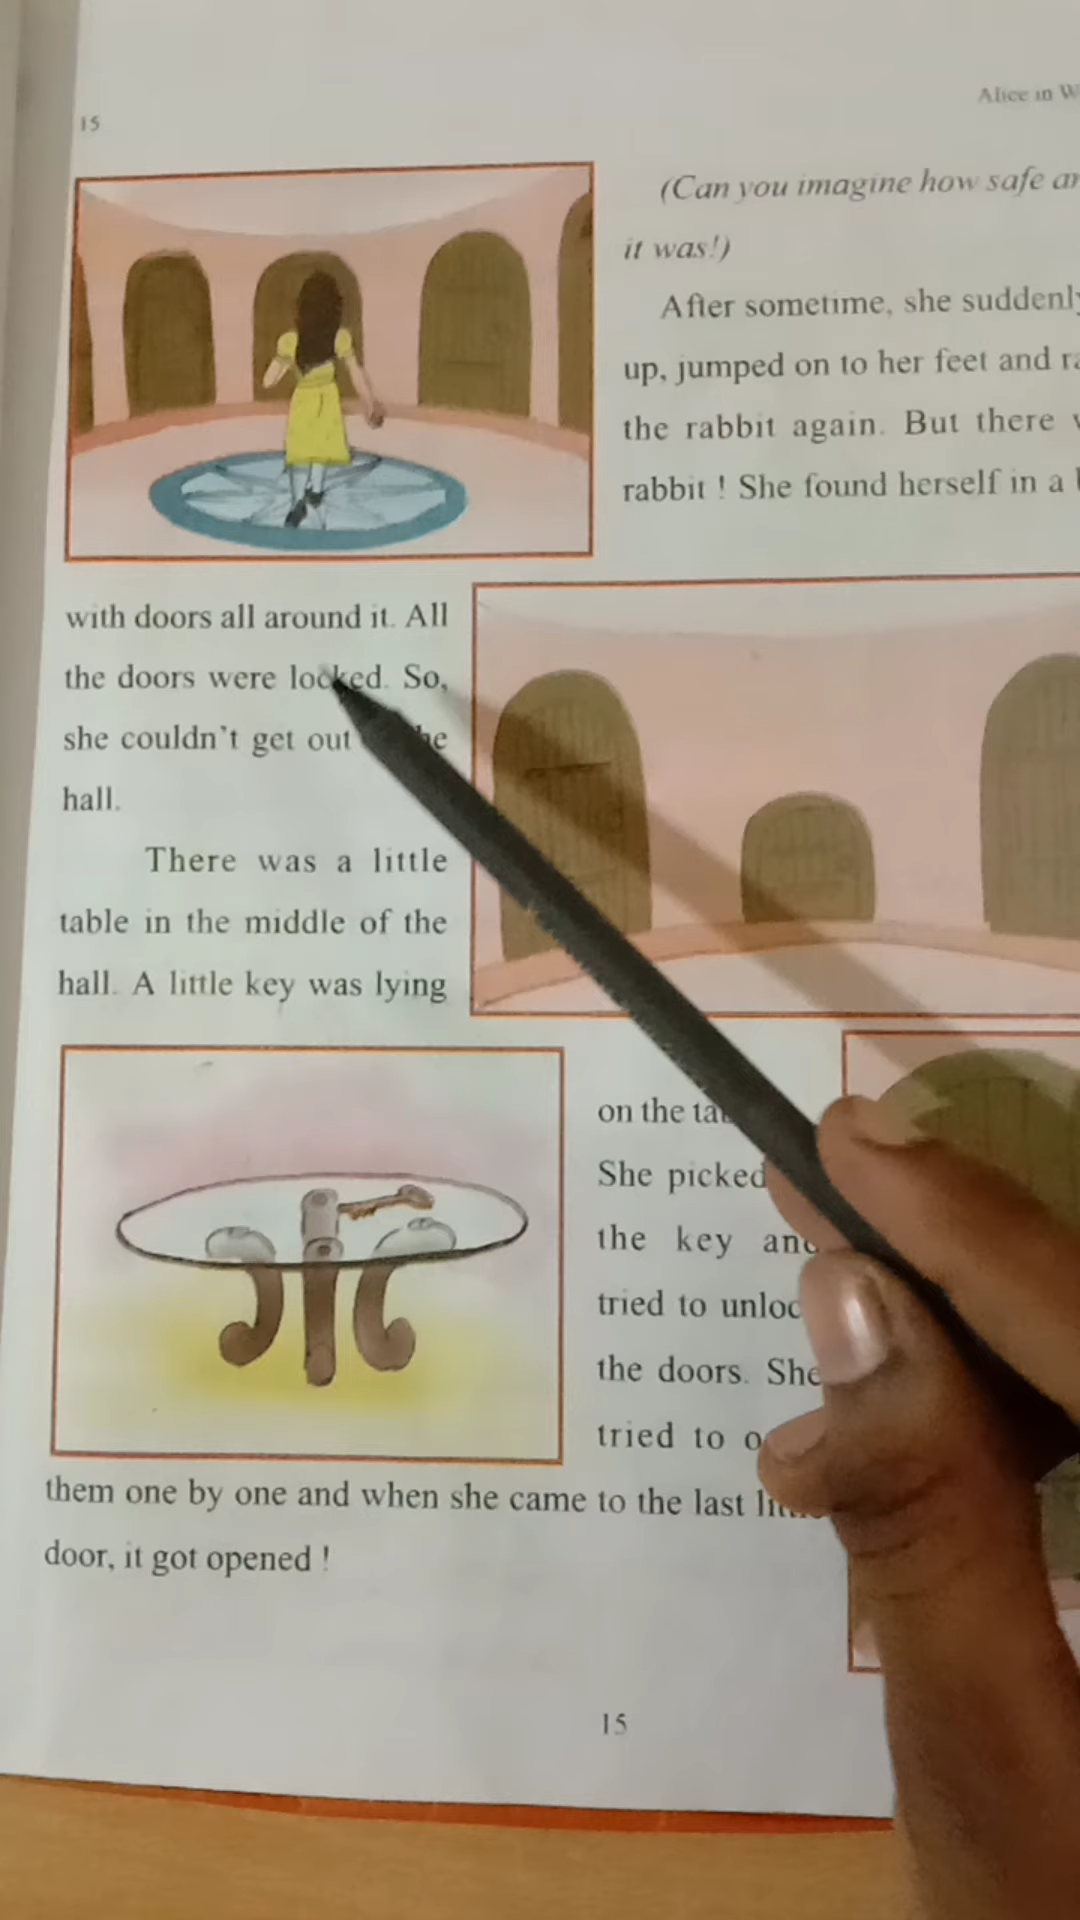 15
Alice in
(Can you imagine how safe
it was!)
After sometime, she suddenly
up, jumped on to her feet and
the rabbit again. But there
rabbit ! She found herself in a
with doors all around it. All
the doors were locked. So,
she couldn't get out
hall.
There was a little
table in the middle of the
hall. A little key was lying
on the
She picked
the key and
tried to
the doors. She
tried to
them one by one and when she came to the last
door, it got opened !
15